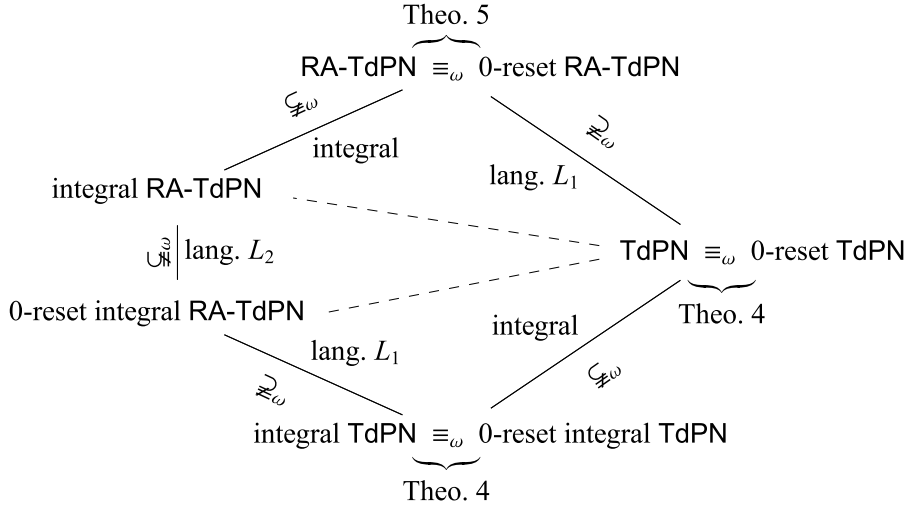 Theo. 5
RA-TdPN ≡ω 0-reset RA-TdPN
⊊ω
integral
⊋ω
lang. L1
integral RA-TdPN
⊊ω
lang. L2
TdPN ≡ω 0-reset TdPN
Theo. 4
0-reset integral RA-TdPN
lang. L1
⊋ω
integral
⊊ω
integral TdPN ≡ω 0-reset integral TdPN
Theo. 4